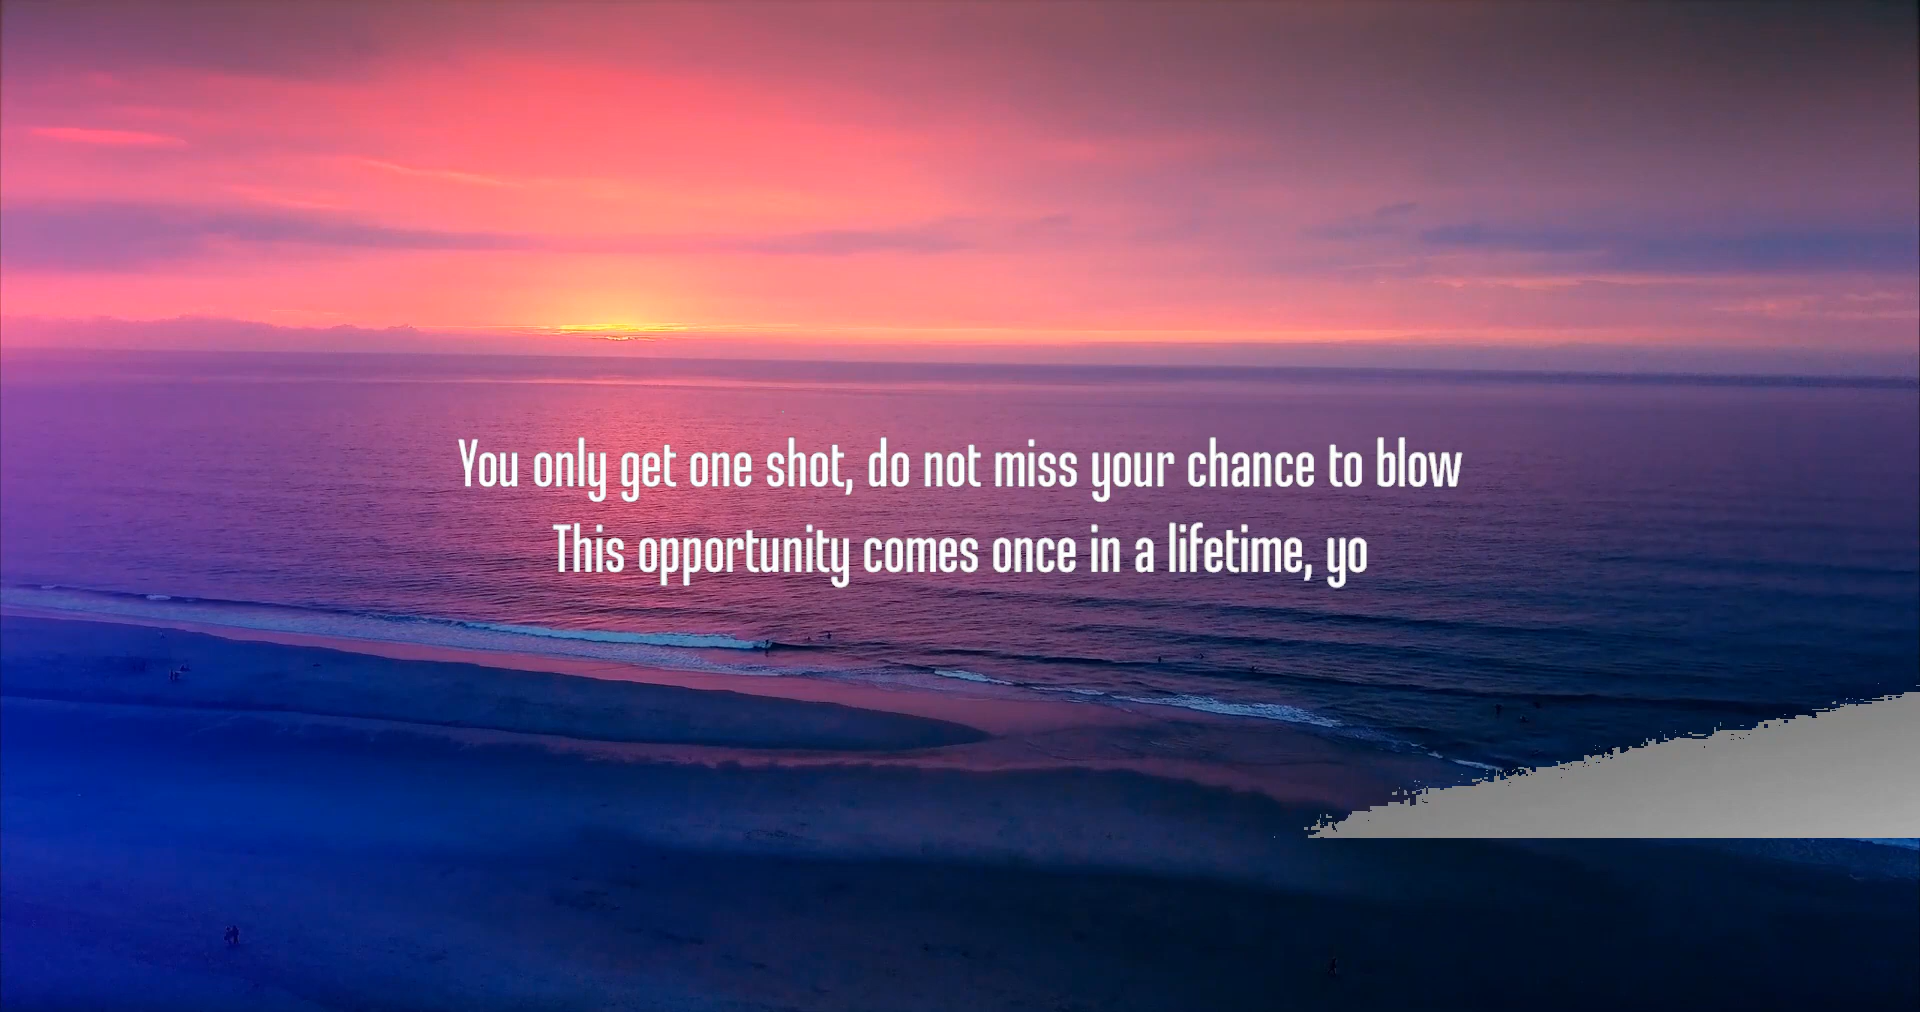 You only get one shot, do not miss your chance to blow
This opportunity comes once in a lifetime, yo